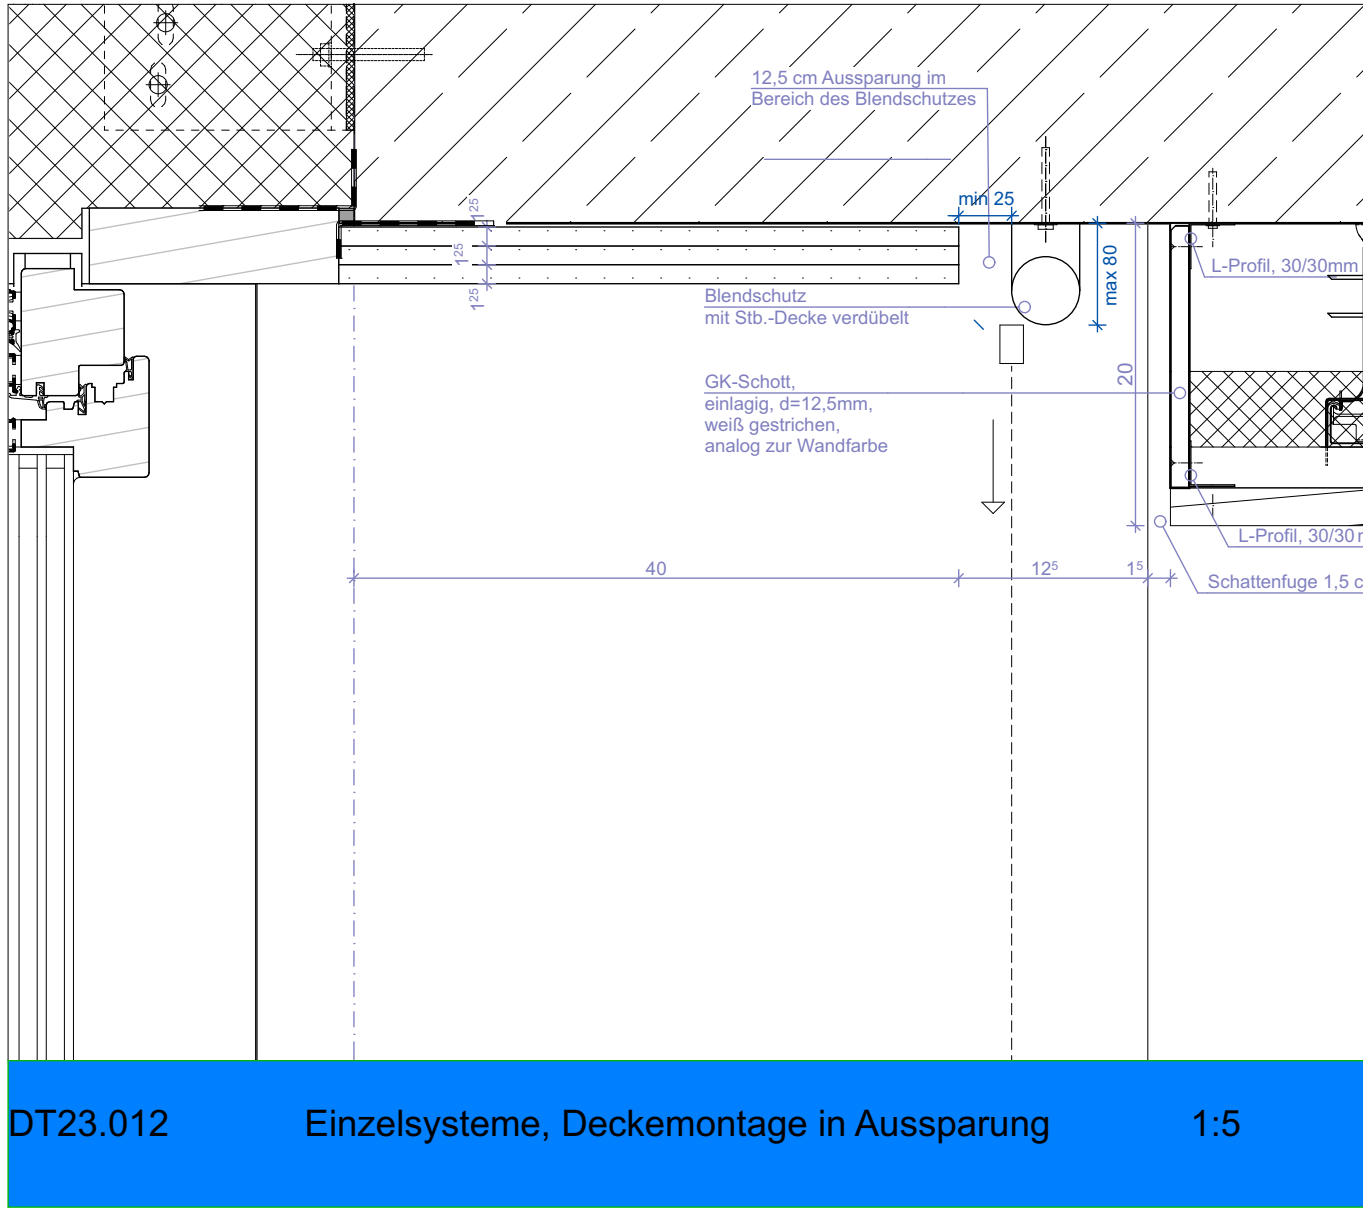 12,5 cm Aussparung im
Bereich des Blendschutzes
min 25
1²⁵
1²⁵
1²⁵
max 80
L-Profil, 30/30mm
Blendschutz
mit Stb.-Decke verdübelt
20
GK-Schott,
einlagig, d=12,5mm,
weiß gestrichen,
analog zur Wandfarbe
L-Profil, 30/30
40
12⁵
1⁵
Schattenfuge 1,5 c
DT23.012
Einzelsysteme, Deckemontage in Aussparung
1:5